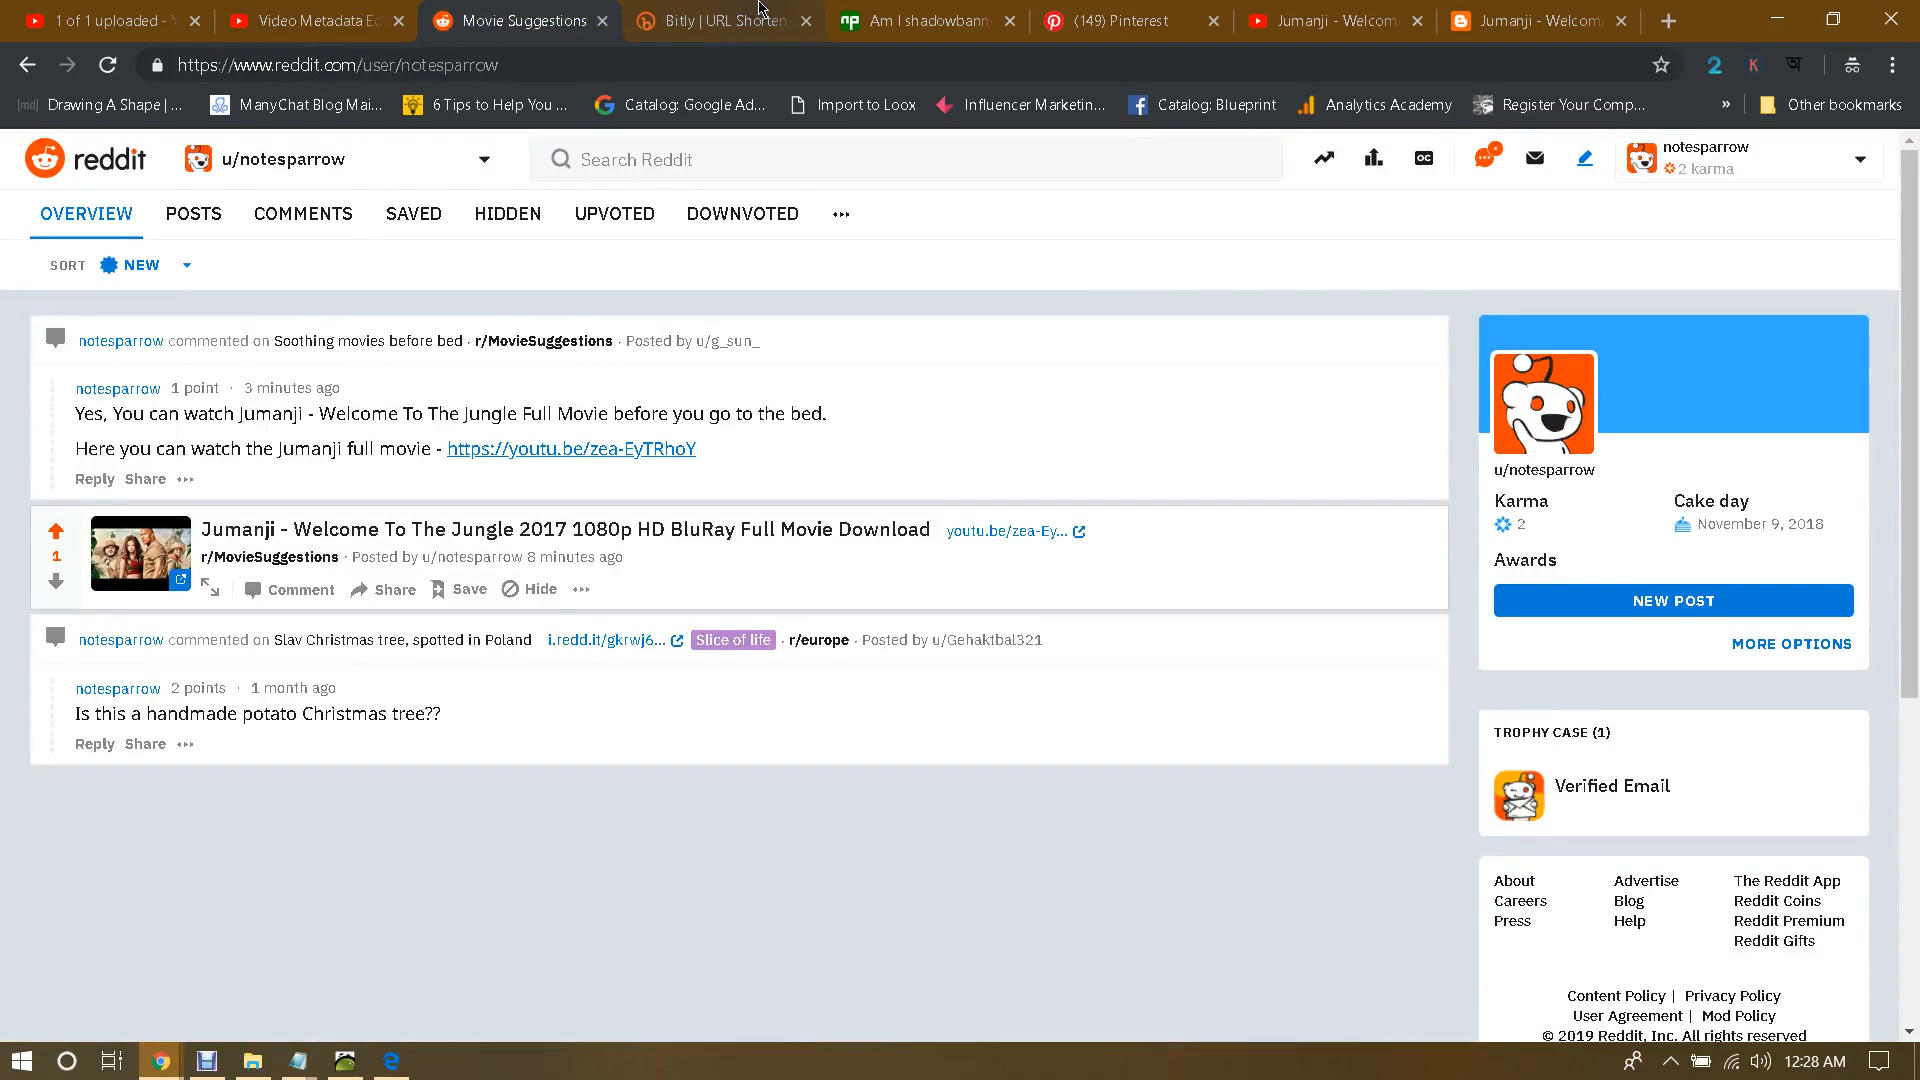 1 of 1 uploaded - Y
Video Metadata Ed
Movie Suggestions
Bitly | URL Shorten
Am I shadowbann
(149) Pinterest
Jumanji - Welcom
Jumanji - Welcom
https://www.reddit.com/user/notesparrow
[md] Drawing A Shape | ...
ManyChat Blog Mai...
6 Tips to Help You ...
Catalog: Google Ad...
Import to Loox
Influencer Marketin...
Catalog: Blueprint
Analytics Academy
Register Your Comp...
»
Other bookmarks
reddit
u/notesparrow
Search Reddit
notesparrow
2 karma
OVERVIEW POSTS COMMENTS SAVED HIDDEN UPVOTED DOWNVOTED
SORT NEW
notesparrow commented on Soothing movies before bed · r/MovieSuggestions · Posted by u/g_sun_
notesparrow 1 point · 3 minutes ago
Yes, You can watch Jumanji - Welcome To The Jungle Full Movie before you go to the bed.
Here you can watch the Jumanji full movie - https://youtu.be/zea-EyTRhoY
Reply Share
1
Jumanji - Welcome To The Jungle 2017 1080p HD BluRay Full Movie Download youtu.be/zea-Ey...
r/MovieSuggestions · Posted by u/notesparrow 8 minutes ago
Comment Share Save Hide
notesparrow commented on Slav Christmas tree, spotted in Poland i.redd.it/gkrwj6... Slice of life · r/europe · Posted by u/Gehaktbal321
notesparrow 2 points · 1 month ago
Is this a handmade potato Christmas tree??
Reply Share
u/notesparrow
Karma Cake day
2 November 9, 2018
Awards
NEW POST
MORE OPTIONS
TROPHY CASE (1)
Verified Email
About Advertise The Reddit App
Careers Blog Reddit Coins
Press Help Reddit Premium
Reddit Gifts
Content Policy | Privacy Policy
User Agreement | Mod Policy
© 2019 Reddit, Inc. All rights reserved
12:28 AM